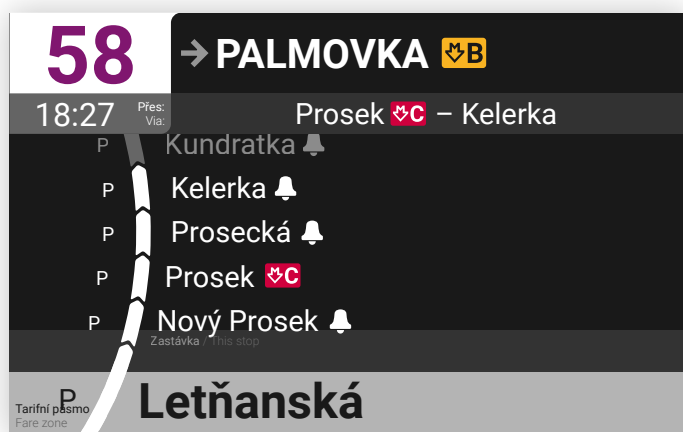 58
→ PALMOVKA B
18:27
Přes:
Via:
Prosek C – Kelerka
P Kundratka
P Kelerka
P Prosecká
P Prosek C
P Nový Prosek
Zastávka / This stop
P Letňanská
Tarifní pásmo
Fare zone